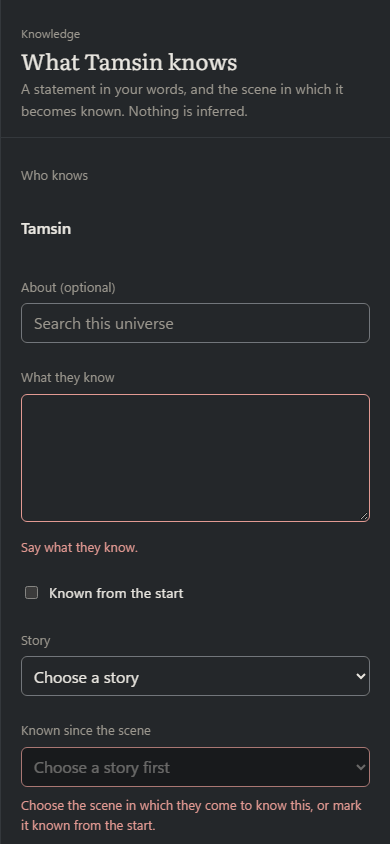 Knowledge
What Tamsin knows
A statement in your words, and the scene in which it
becomes known. Nothing is inferred.
Who knows
Tamsin
About (optional)
Search this universe
What they know
Say what they know.
Known from the start
Story
Choose a story
Known since the scene
Choose a story first
Choose the scene in which they come to know this, or mark
it known from the start.